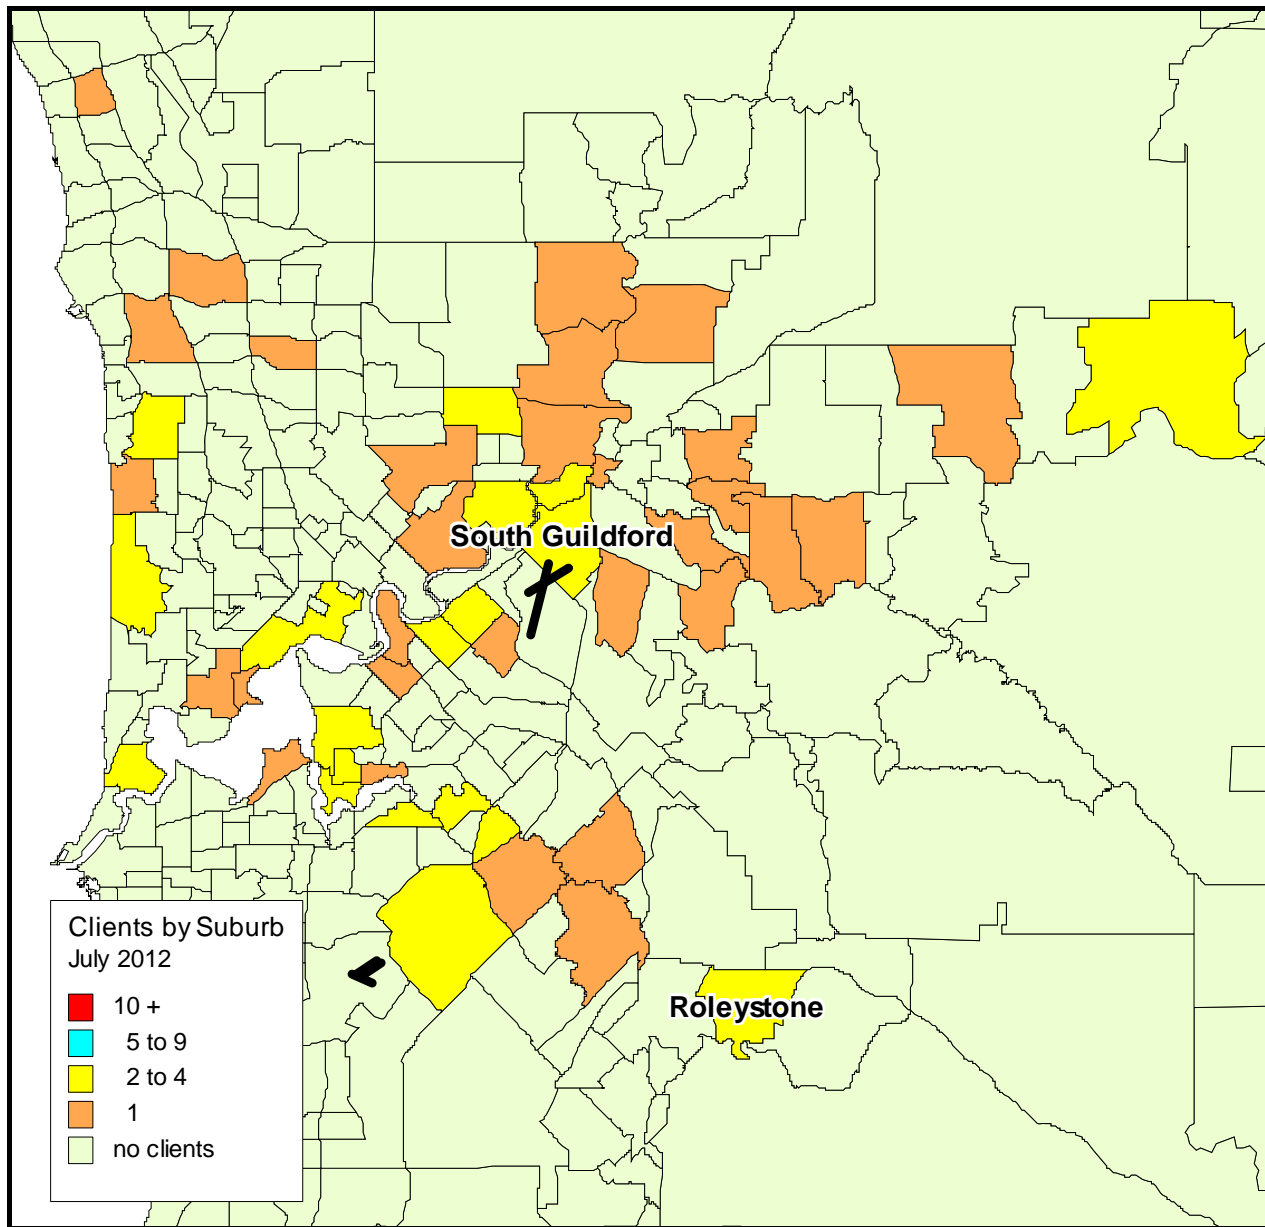 South Guildford
Clients by Suburb
July 2012
10 +
5 to 9
2 to 4
1
no clients
Roleystone